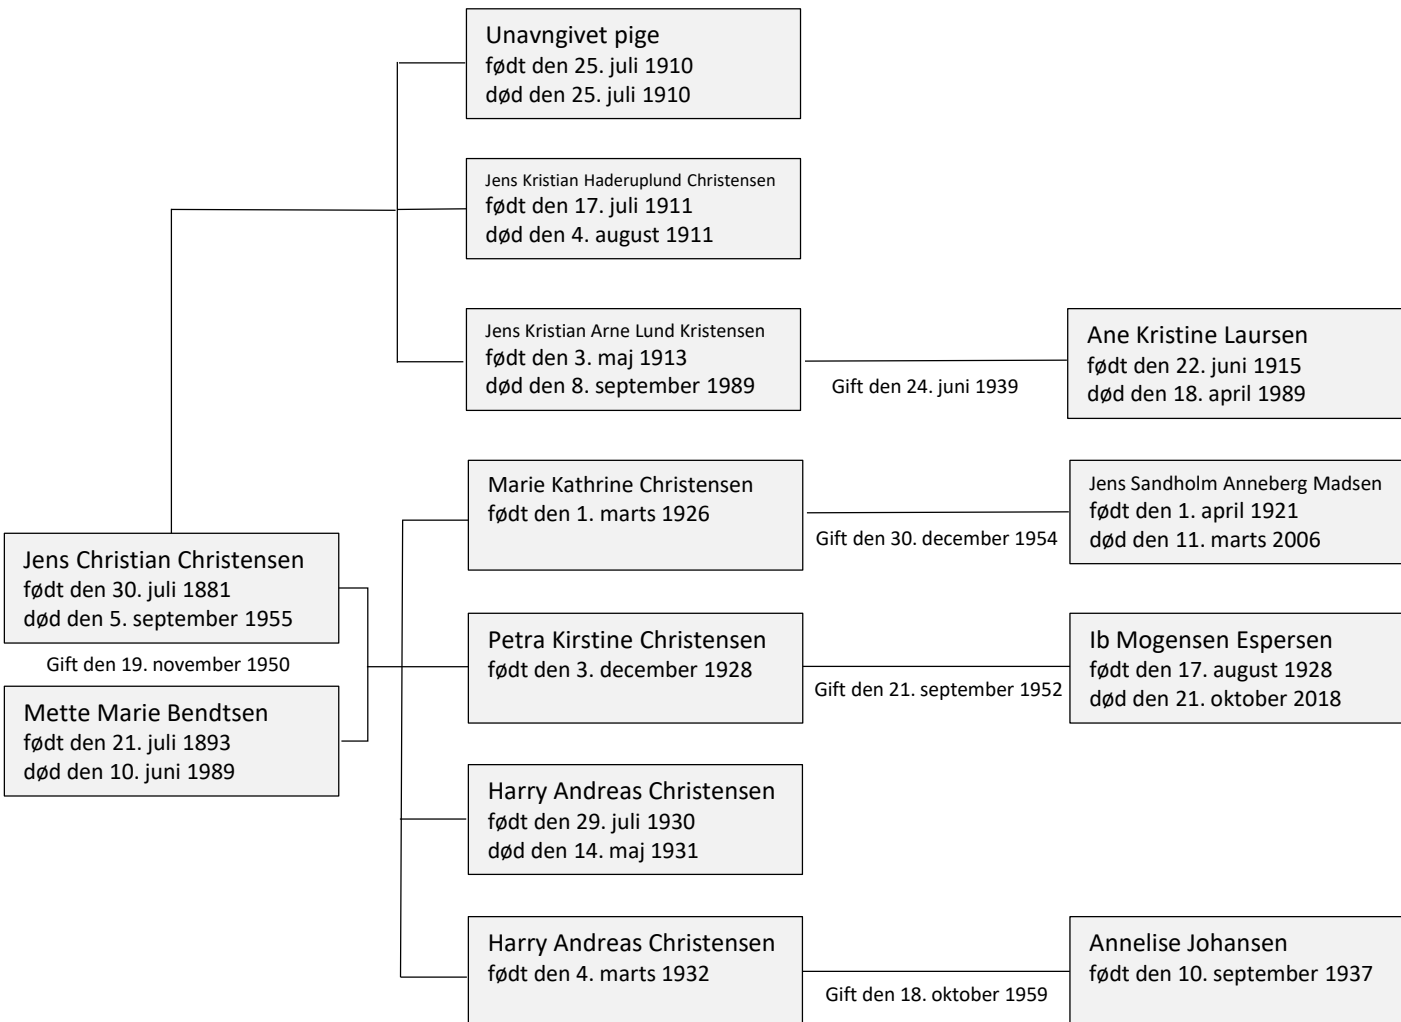 Unavngivet pige
født den 25. juli 1910
død den 25. juli 1910
Jens Kristian Haderuplund Christensen
født den 17. juli 1911
død den 4. august 1911
Jens Kristian Arne Lund Kristensen
født den 3. maj 1913
død den 8. september 1989
Gift den 24. juni 1939
Ane Kristine Laursen
født den 22. juni 1915
død den 18. april 1989
Marie Kathrine Christensen
født den 1. marts 1926
Gift den 30. december 1954
Jens Sandholm Anneberg Madsen
født den 1. april 1921
død den 11. marts 2006
Jens Christian Christensen
født den 30. juli 1881
død den 5. september 1955
Gift den 19. november 1950
Mette Marie Bendtsen
født den 21. juli 1893
død den 10. juni 1989
Petra Kirstine Christensen
født den 3. december 1928
Gift den 21. september 1952
Ib Mogensen Espersen
født den 17. august 1928
død den 21. oktober 2018
Harry Andreas Christensen
født den 29. juli 1930
død den 14. maj 1931
Harry Andreas Christensen
født den 4. marts 1932
Gift den 18. oktober 1959
Annelise Johansen
født den 10. september 1937